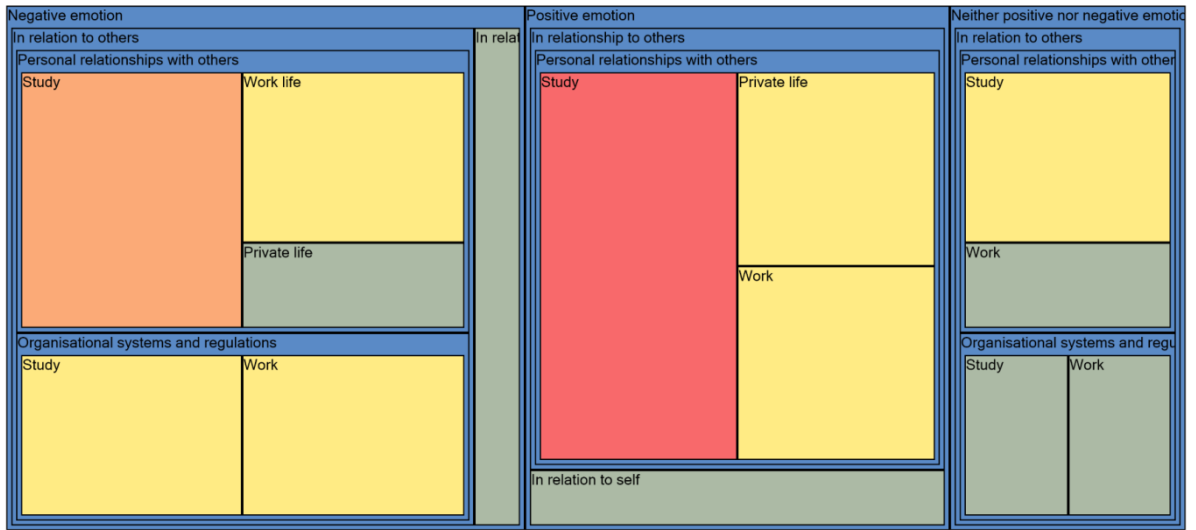 Negative emotion
In relation to others
Personal relationships with others
Study
Work life
Private life
Organisational systems and regulations
Study
Work
In relat
Positive emotion
In relationship to others
Personal relationships with others
Study
Private life
Work
In relation to self
Neither positive nor negative emotic
In relation to others
Personal relationships with other
Study
Work
Organisational systems and regu
Study
Work